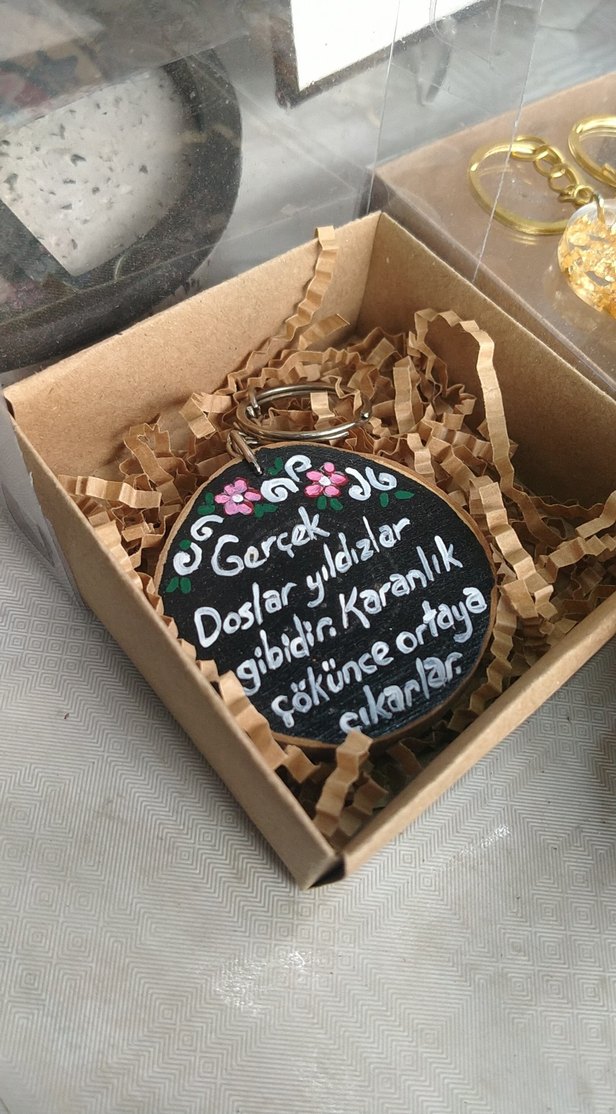 Gerçek
Doslar yıldızlar
gibidir. Karanlık
çökünce ortaya
çıkarlar.